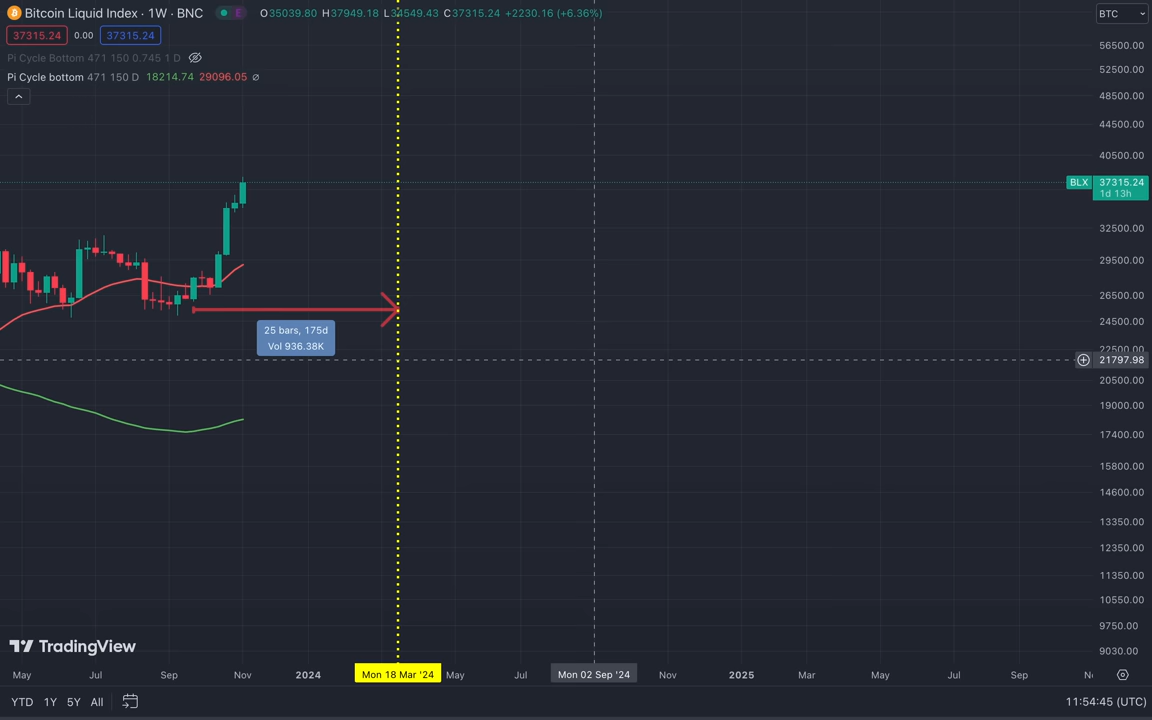 Bitcoin Liquid Index · 1W · BNC E O35039.80 H37949.18 L34549.43 C37315.24 +2230.16 (+6.36%)
BTC
37315.24 0.00 37315.24
Pi Cycle Bottom 471 150 0.745 1 D
Pi Cycle bottom 471 150 D 18214.74 29096.05 ∅
56500.00
52500.00
48500.00
44500.00
40500.00
BLX 37315.24
1d 13h
32500.00
29500.00
26500.00
24500.00
25 bars, 175d
Vol 936.38K
22500.00
21797.98
20500.00
19000.00
17400.00
15800.00
14600.00
13350.00
12350.00
11350.00
10550.00
9750.00
9030.00
TradingView
May Jul Sep Nov 2024 Mon 18 Mar '24 May Jul Mon 02 Sep '24 Nov 2025 Mar May Jul Sep
YTD 1Y 5Y All 11:54:45 (UTC)